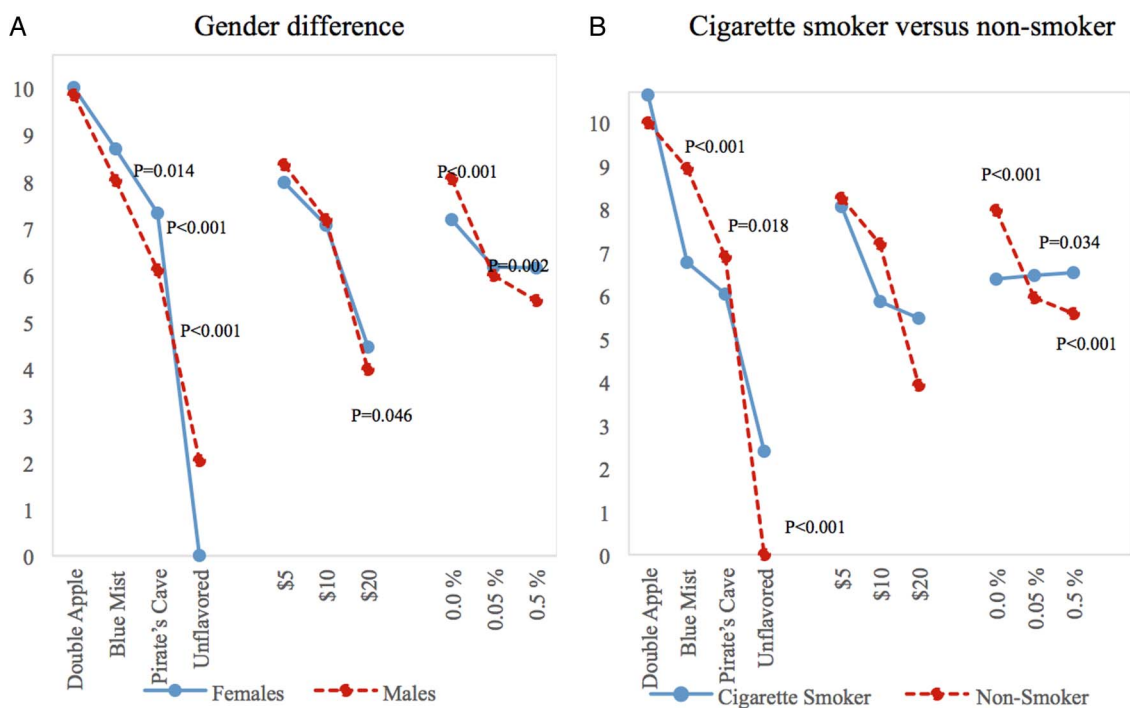 A
Gender difference
10
9
8
7
6
5
4
3
2
1
0
P=0.014
P<0.001
P<0.001
P=0.046
P<0.001
P=0.002
Double Apple
Blue Mist
Pirate's Cave
Unflavored
$5
$10
$20
0.0 %
0.05 %
0.5 %
Females
Males
B
Cigarette smoker versus non-smoker
10
9
8
7
6
5
4
3
2
1
0
P<0.001
P=0.018
P<0.001
P<0.001
P=0.034
P<0.001
Double Apple
Blue Mist
Pirate's Cave
Unflavored
$5
$10
$20
0.0 %
0.05 %
0.5 %
Cigarette Smoker
Non-Smoker